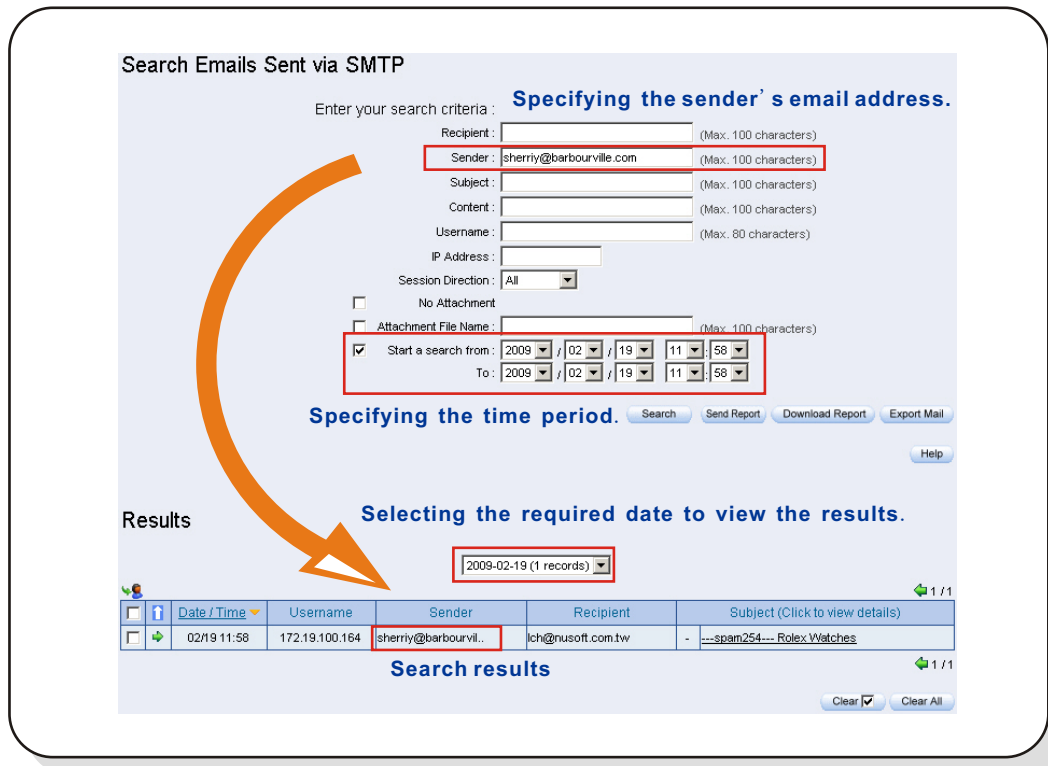 Search Emails Sent via SMTP
Enter your search criteria :
Specifying the sender's email address.
Recipient : (Max. 100 characters)
Sender : sherriy@barbourville.com (Max. 100 characters)
Subject : (Max. 100 characters)
Content : (Max. 100 characters)
Username : (Max. 80 characters)
IP Address :
Session Direction : All
No Attachment
Attachment File Name : (Max. 100 characters)
Start a search from : 2009 / 02 / 19 11 : 58
To : 2009 / 02 / 19 11 : 58
Specifying the time period. Search Send Report Download Report Export Mail
Help
Results
Selecting the required date to view the results.
2009-02-19 (1 records)
1 / 1
Date / Time Username Sender Recipient Subject (Click to view details)
02/19 11:58 172.19.100.164 sherriy@barbourvil.. lch@nusoft.com.tw - ---spam254--- Rolex Watches
Search results
1 / 1
Clear Clear All